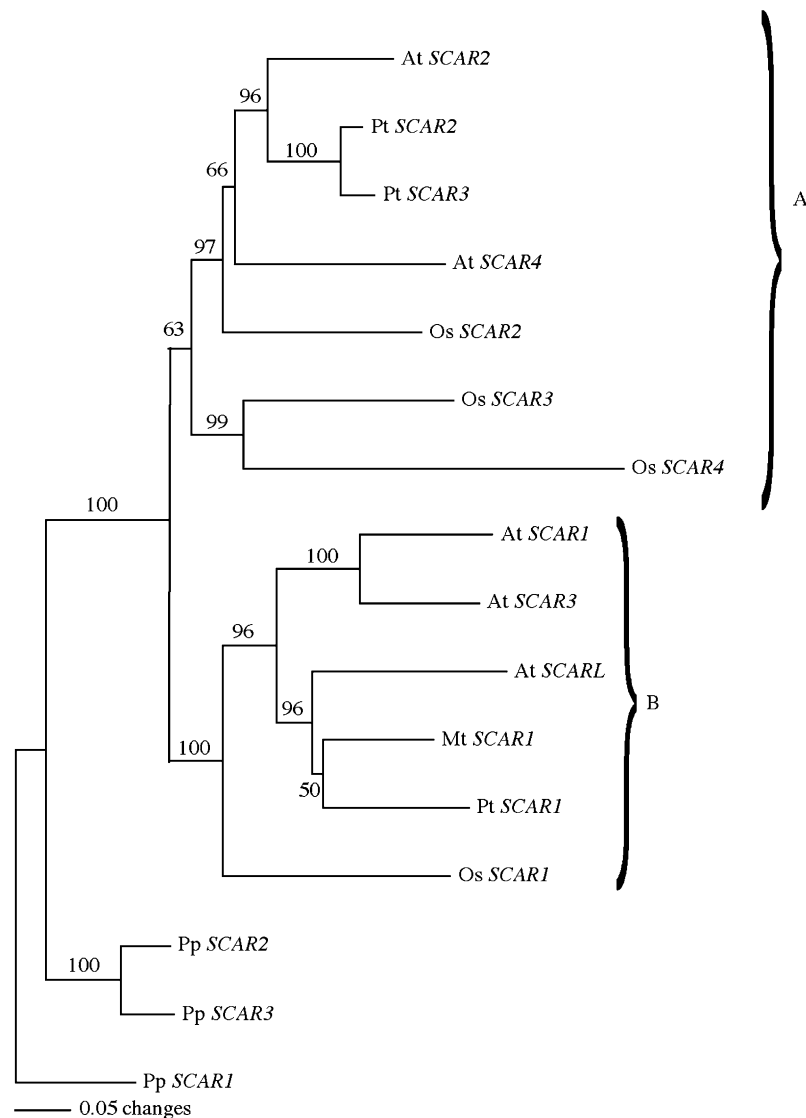 At SCAR2
96
Pt SCAR2
100
66
Pt SCAR3
A
97
At SCAR4
63
Os SCAR2
Os SCAR3
99
Os SCAR4
100
At SCAR1
100
At SCAR3
96
At SCARL
96
B
Mt SCAR1
100
50
Pt SCAR1
Os SCAR1
Pp SCAR2
100
Pp SCAR3
Pp SCAR1
0.05 changes